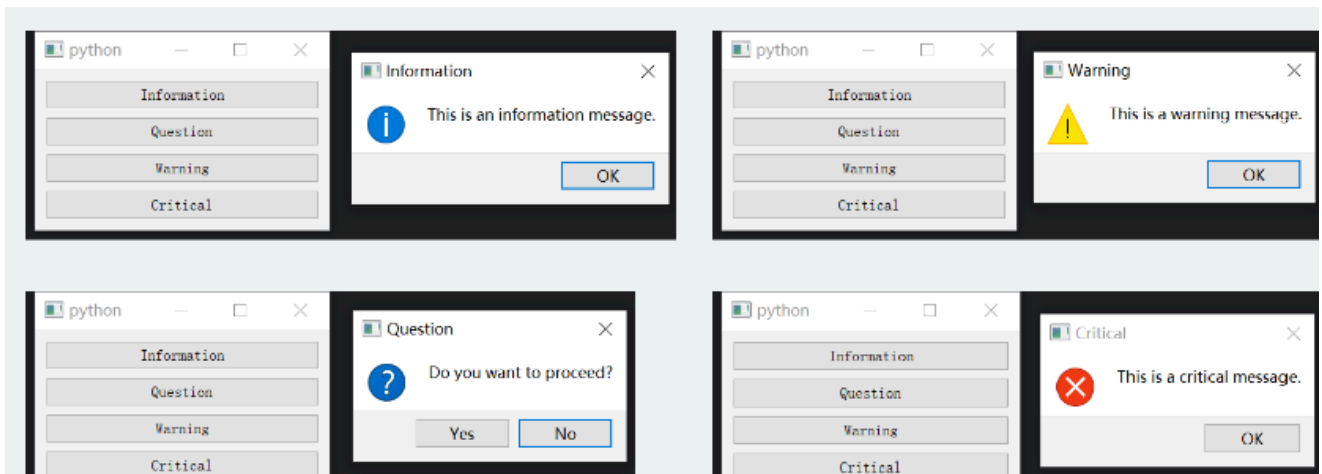 python
Information
Question
Warning
Critical
Information
This is an information message.
OK
python
Information
Question
Warning
Critical
Warning
This is a warning message.
OK
python
Information
Question
Warning
Critical
Question
Do you want to proceed?
Yes No
python
Information
Question
Warning
Critical
Critical
This is a critical message.
OK